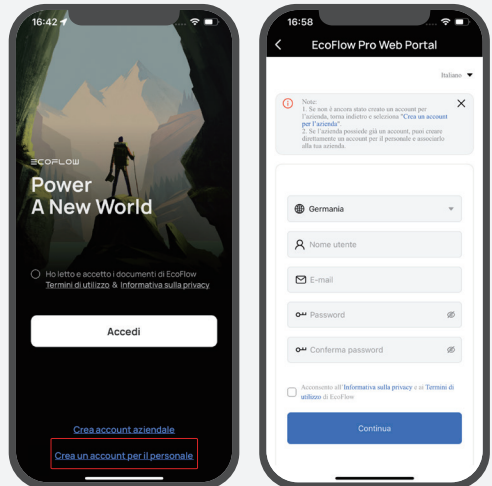 16:42
ECOFLOW
Power
A New World
Ho letto e accetto i documenti di EcoFlow
Termini di utilizzo & Informativa sulla privacy
Accedi
Crea account aziendale
Crea un account per il personale
16:58
EcoFlow Pro Web Portal
Italiano
Note:
1. Se non è ancora stato creato un account per
l'azienda, torna indietro e seleziona "Crea un account
per l'azienda".
2. Se l'azienda possiede già un account, puoi creare
direttamente un account per il personale e associarlo
alla tua azienda.
Germania
Nome utente
E-mail
Password
Conferma password
Acconsento all'Informativa sulla privacy e ai Termini di
utilizzo di EcoFlow
Continua